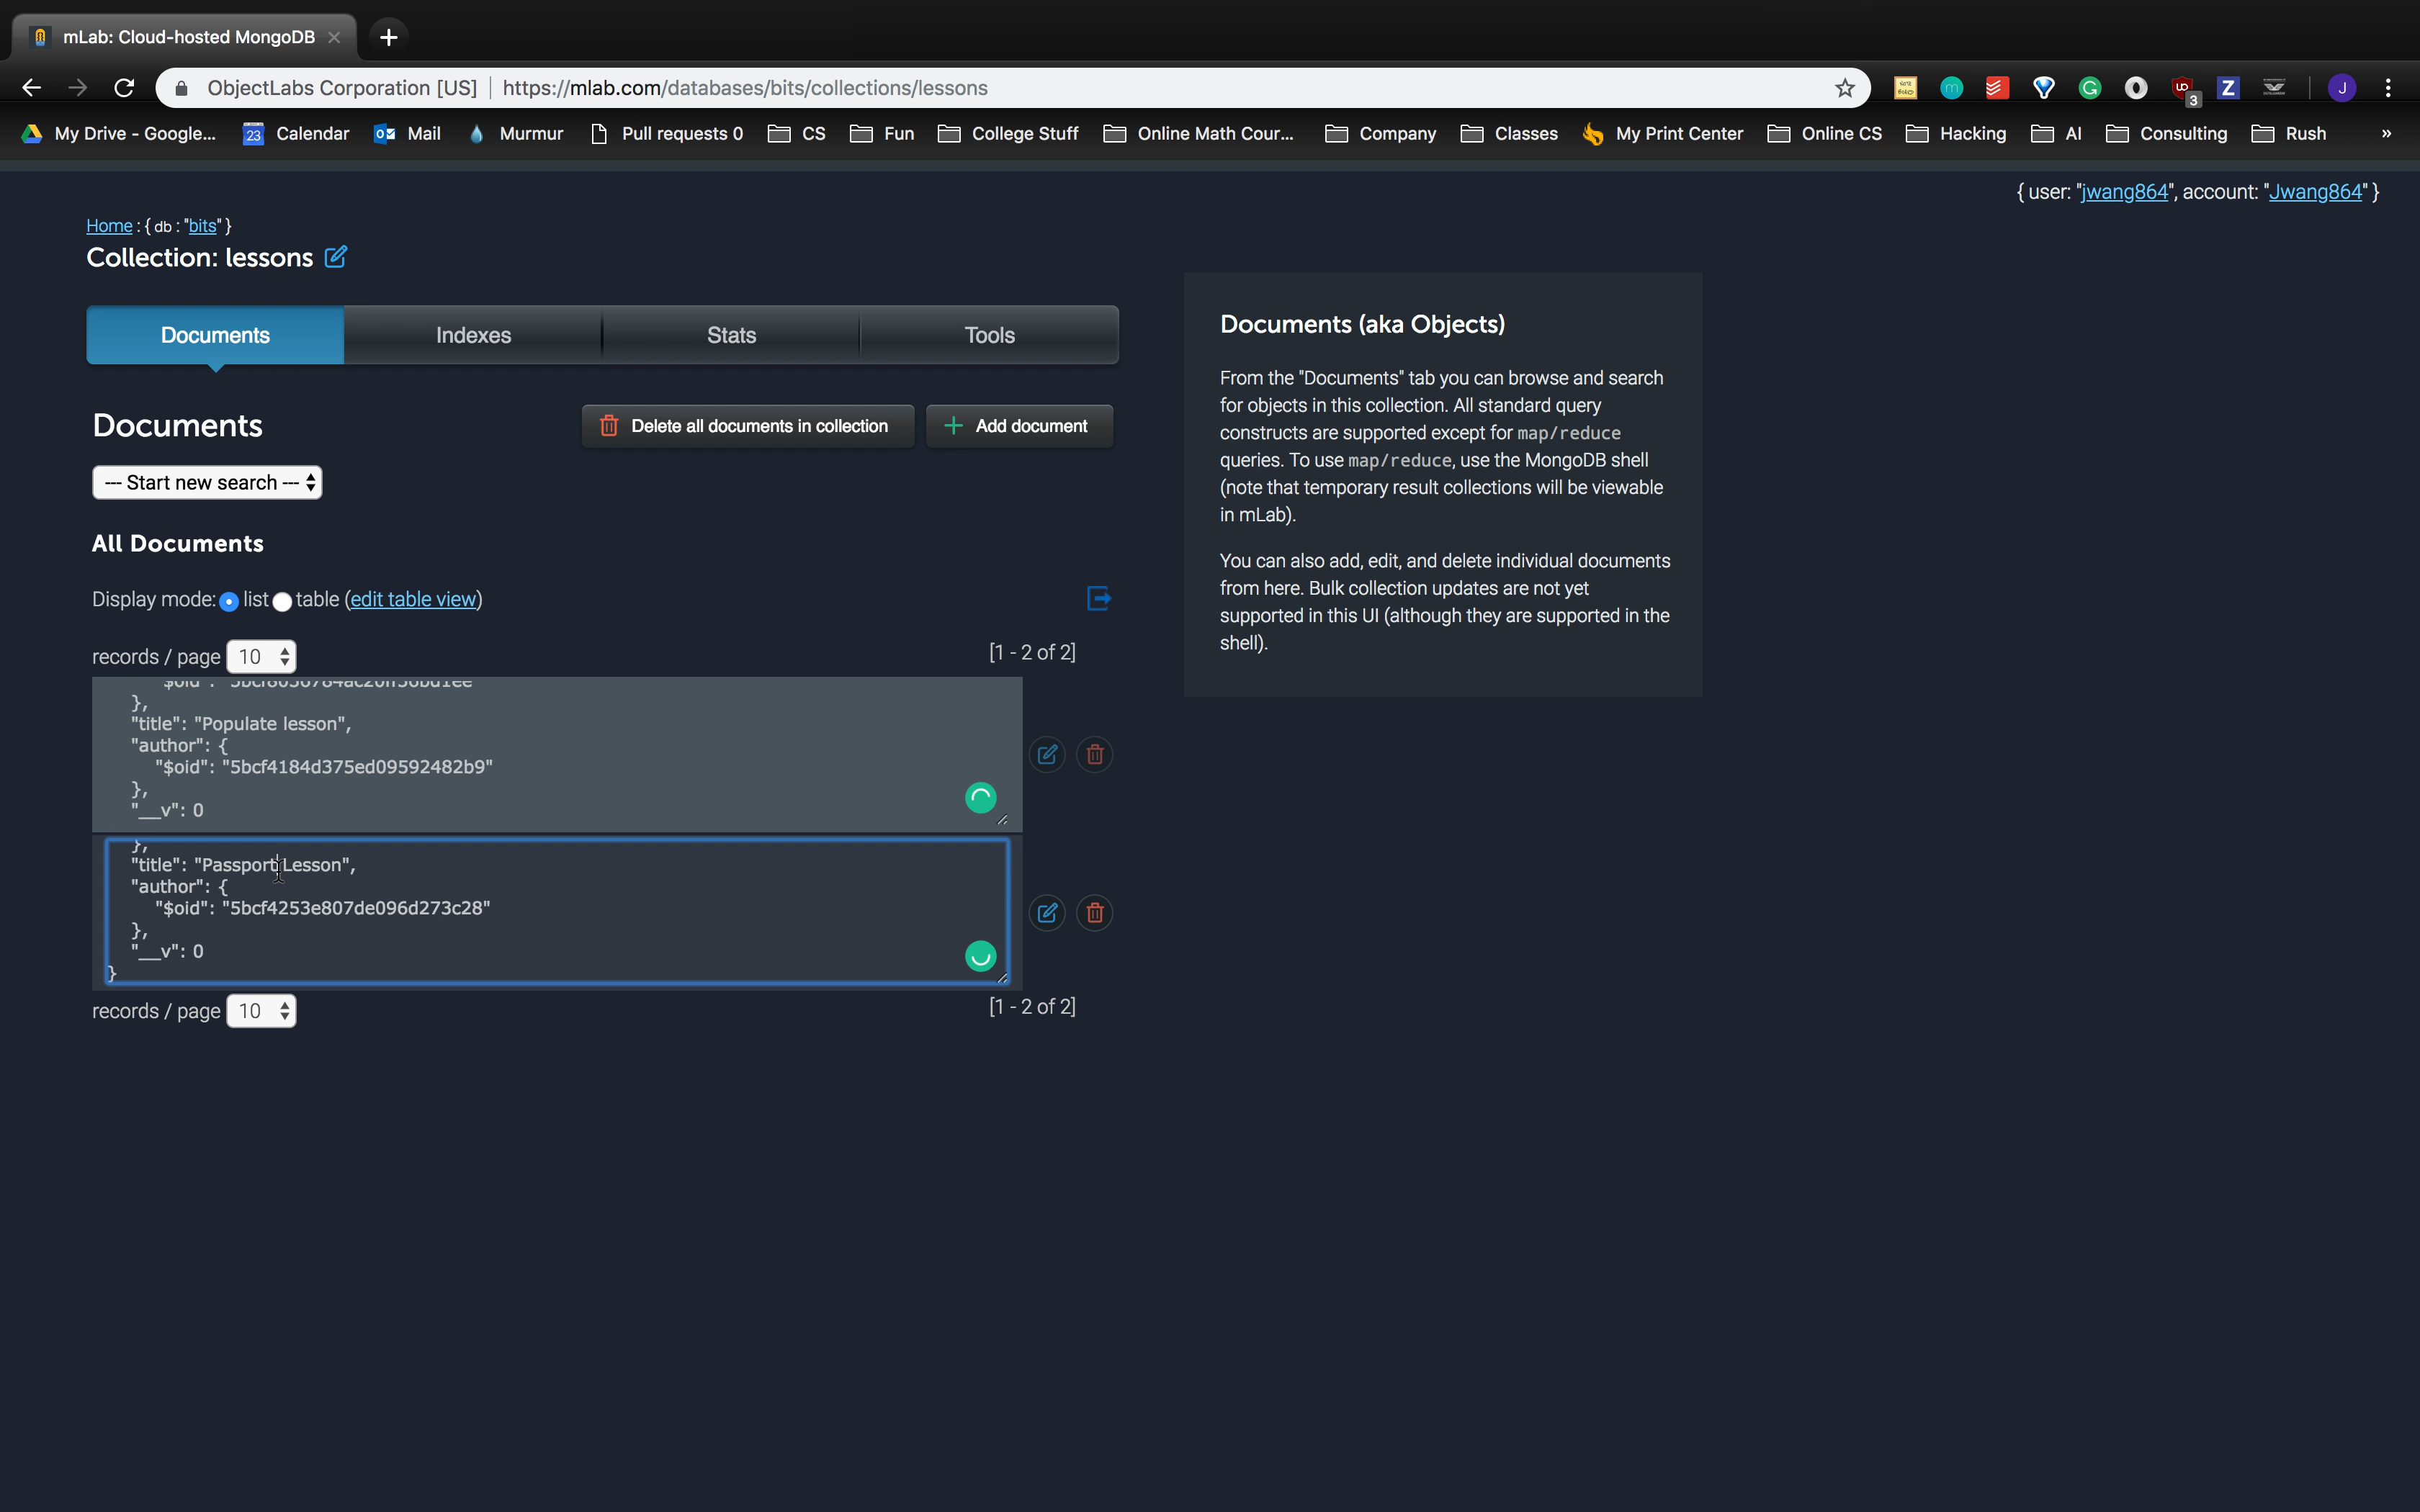 mLab: Cloud-hosted MongoDB
ObjectLabs Corporation [US] | https://mlab.com/databases/bits/collections/lessons
3
J
My Drive - Google...
23 Calendar
Mail
Murmur
Pull requests 0
CS
Fun
College Stuff
Online Math Cour...
Company
Classes
My Print Center
Online CS
Hacking
AI
Consulting
Rush
»
{ user: "jwang864", account: "Jwang864" }
Home : { db : "bits" }
Collection: lessons
Documents
Indexes
Stats
Tools
Documents
Delete all documents in collection
Add document
--- Start new search ---
All Documents
Display mode: list table (edit table view)
records / page 10
[1 - 2 of 2]
},
"title": "Populate lesson",
"author": {
"$oid": "5bcf4184d375ed09592482b9"
},
"__v": 0
},
"title": "Passport Lesson",
"author": {
"$oid": "5bcf4253e807de096d273c28"
},
"__v": 0
}
records / page 10
[1 - 2 of 2]
Documents (aka Objects)
From the "Documents" tab you can browse and search
for objects in this collection. All standard query
constructs are supported except for map/reduce
queries. To use map/reduce, use the MongoDB shell
(note that temporary result collections will be viewable
in mLab).
You can also add, edit, and delete individual documents
from here. Bulk collection updates are not yet
supported in this UI (although they are supported in the
shell).